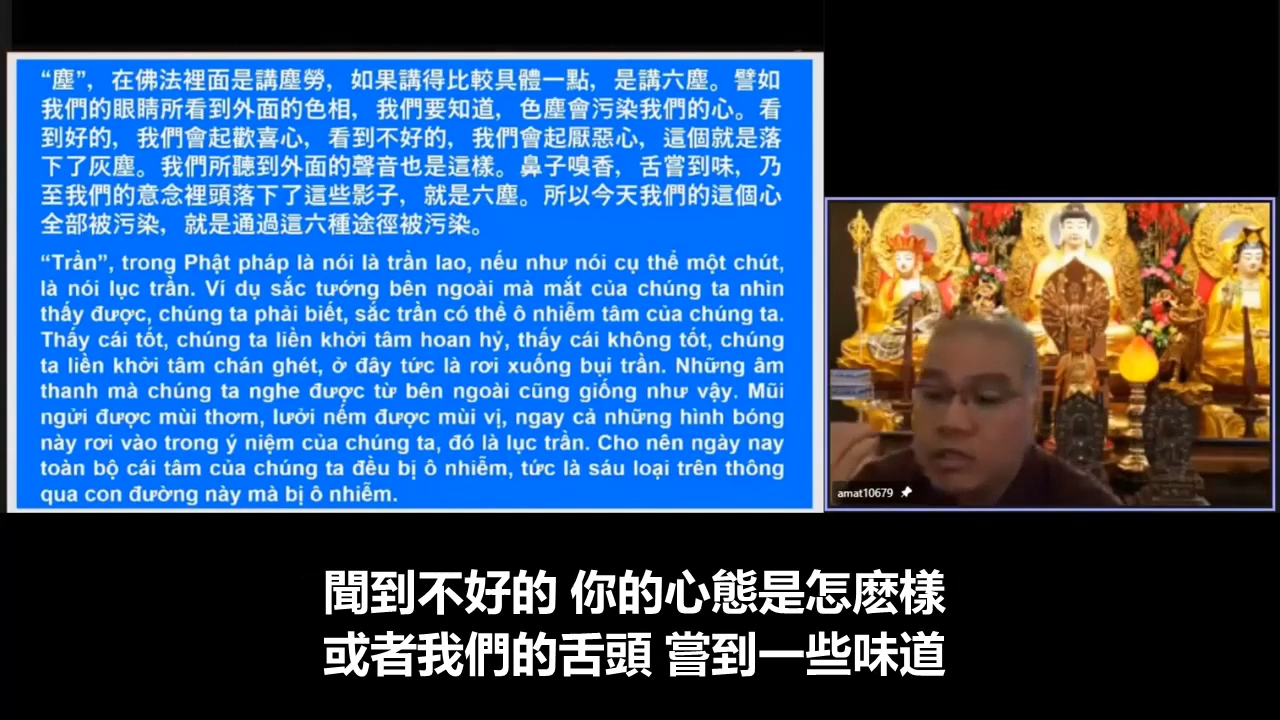 “塵”，在佛法裡面是講塵勞，如果講得比較具體一點，是講六塵。譬如
我們的眼睛所看到外面的色相，我們要知道，色塵會污染我們的心。看
到好的，我們會起歡喜心，看到不好的，我們會起厭惡心，這個就是落
下了灰塵。我們所聽到外面的聲音也是這樣。鼻子嗅香，舌嘗到味，乃
至我們的意念裡頭落下了這些影子，就是六塵。所以今天我們的這個心
全部被污染，就是通過這六種途徑被污染。
“Trần”, trong Phật pháp là nói là trần lao, nếu như nói cụ thể một chút,
là nói lục trần. Ví dụ sắc tướng bên ngoài mà mắt của chúng ta nhìn
thấy được, chúng ta phải biết, sắc trần có thể ô nhiễm tâm của chúng ta.
Thấy cái tốt, chúng ta liền khởi tâm hoan hỷ, thấy cái không tốt, chúng
ta liền khởi tâm chán ghét, ở đây tức là rơi xuống bụi trần. Những âm
thanh mà chúng ta nghe được từ bên ngoài cũng giống như vậy. Mũi
ngửi được mùi thơm, lưởi nếm được mùi vị, ngay cả những hình bóng
này rơi vào trong ý niệm của chúng ta, đó là lục trần. Cho nên ngày nay
toàn bộ cái tâm của chúng ta đều bị ô nhiễm, tức là sáu loại trên thông
qua con đường này mà bị ô nhiễm.
amat10679
聞到不好的 你的心態是怎麽樣
或者我們的舌頭 嘗到一些味道